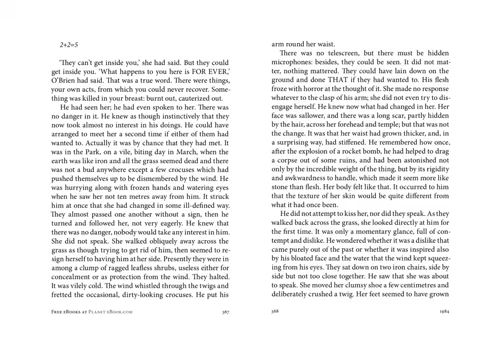 2+2=5
'They can't get inside you,' she had said. But they could
get inside you. 'What happens to you here is FOR EVER,'
O'Brien had said. That was a true word. There were things,
your own acts, from which you could never recover. Some-
thing was killed in your breast: burnt out, cauterized out.
He had seen her; he had even spoken to her. There was
no danger in it. He knew as though instinctively that they
now took almost no interest in his doings. He could have
arranged to meet her a second time if either of them had
wanted to. Actually it was by chance that they had met. It
was in the Park, on a vile, biting day in March, when the
earth was like iron and all the grass seemed dead and there
was not a bud anywhere except a few crocuses which had
pushed themselves up to be dismembered by the wind. He
was hurrying along with frozen hands and watering eyes
when he saw her not ten metres away from him. It struck
him at once that she had changed in some ill-defined way.
They almost passed one another without a sign, then he
turned and followed her, not very eagerly. He knew that
there was no danger, nobody would take any interest in him.
She did not speak. She walked obliquely away across the
grass as though trying to get rid of him, then seemed to re-
sign herself to having him at her side. Presently they were in
among a clump of ragged leafless shrubs, useless either for
concealment or as protection from the wind. They halted.
It was vilely cold. The wind whistled through the twigs and
fretted the occasional, dirty-looking crocuses. He put his
Free eBooks at Planet eBook.com 367
arm round her waist.
There was no telescreen, but there must be hidden
microphones: besides, they could be seen. It did not mat-
ter, nothing mattered. They could have lain down on the
ground and done THAT if they had wanted to. His flesh
froze with horror at the thought of it. She made no response
whatever to the clasp of his arm; she did not even try to dis-
engage herself. He knew now what had changed in her. Her
face was sallower, and there was a long scar, partly hidden
by the hair, across her forehead and temple; but that was not
the change. It was that her waist had grown thicker, and, in
a surprising way, had stiffened. He remembered how once,
after the explosion of a rocket bomb, he had helped to drag
a corpse out of some ruins, and had been astonished not
only by the incredible weight of the thing, but by its rigidity
and awkwardness to handle, which made it seem more like
stone than flesh. Her body felt like that. It occurred to him
that the texture of her skin would be quite different from
what it had once been.
He did not attempt to kiss her, nor did they speak. As they
walked back across the grass, she looked directly at him for
the first time. It was only a momentary glance, full of con-
tempt and dislike. He wondered whether it was a dislike that
came purely out of the past or whether it was inspired also
by his bloated face and the water that the wind kept squeez-
ing from his eyes. They sat down on two iron chairs, side by
side but not too close together. He saw that she was about
to speak. She moved her clumsy shoe a few centimetres and
deliberately crushed a twig. Her feet seemed to have grown
368 1984